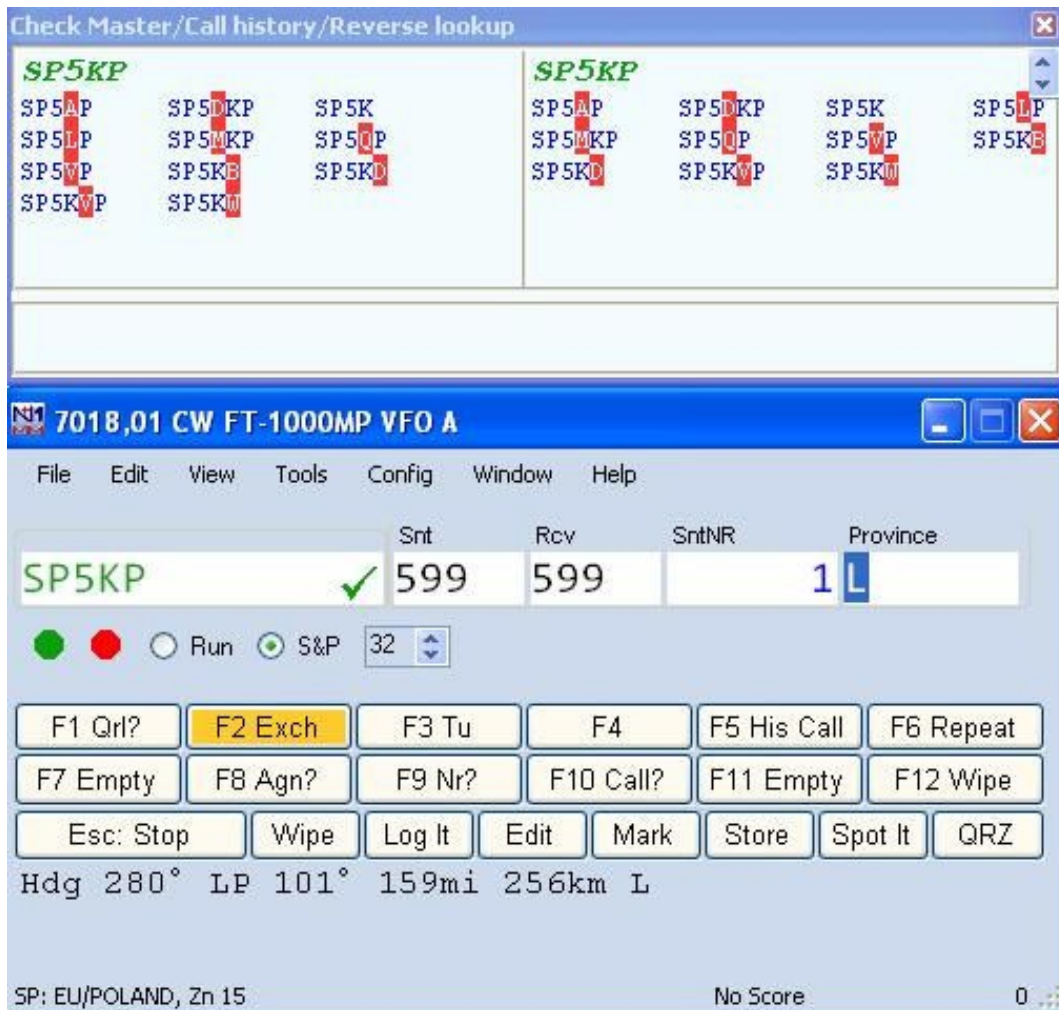 Check Master/Call history/Reverse lookup
SP5KP
SP5AP SP5DKP SP5K
SP5LP SP5MKP SP5QP
SP5VP SP5KB SP5KD
SP5KVP SP5KW
SP5KP
SP5AP SP5DKP SP5K SP5LP
SP5MKP SP5QP SP5VP SP5KB
SP5KD SP5KVP SP5KW
7018,01 CW FT-1000MP VFO A
File Edit View Tools Config Window Help
Snt Rcv SntNR Province
SP5KP 599 599 1 L
Run S&P 32
F1 Qrl? F2 Exch F3 Tu F4 F5 His Call F6 Repeat
F7 Empty F8 Agn? F9 Nr? F10 Call? F11 Empty F12 Wipe
Esc: Stop Wipe Log It Edit Mark Store Spot It QRZ
Hdg 280° LP 101° 159mi 256km L
SP: EU/POLAND, Zn 15 No Score 0